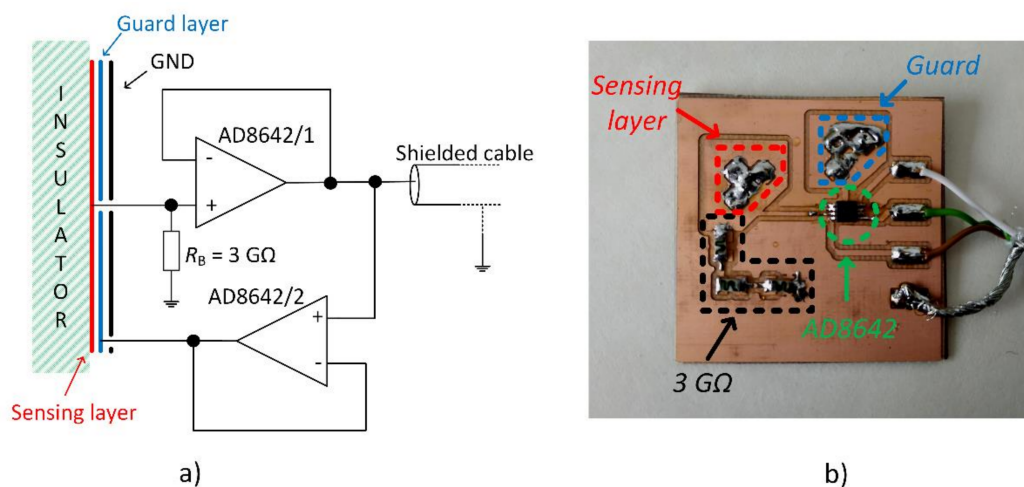 a)
Guard layer
GND
INSULATOR
AD8642/1
-
+
Shielded cable
R_B = 3 GΩ
AD8642/2
+
-
Sensing layer
a)
b)
Sensing
layer
Guard
AD8642
3 GΩ
b)